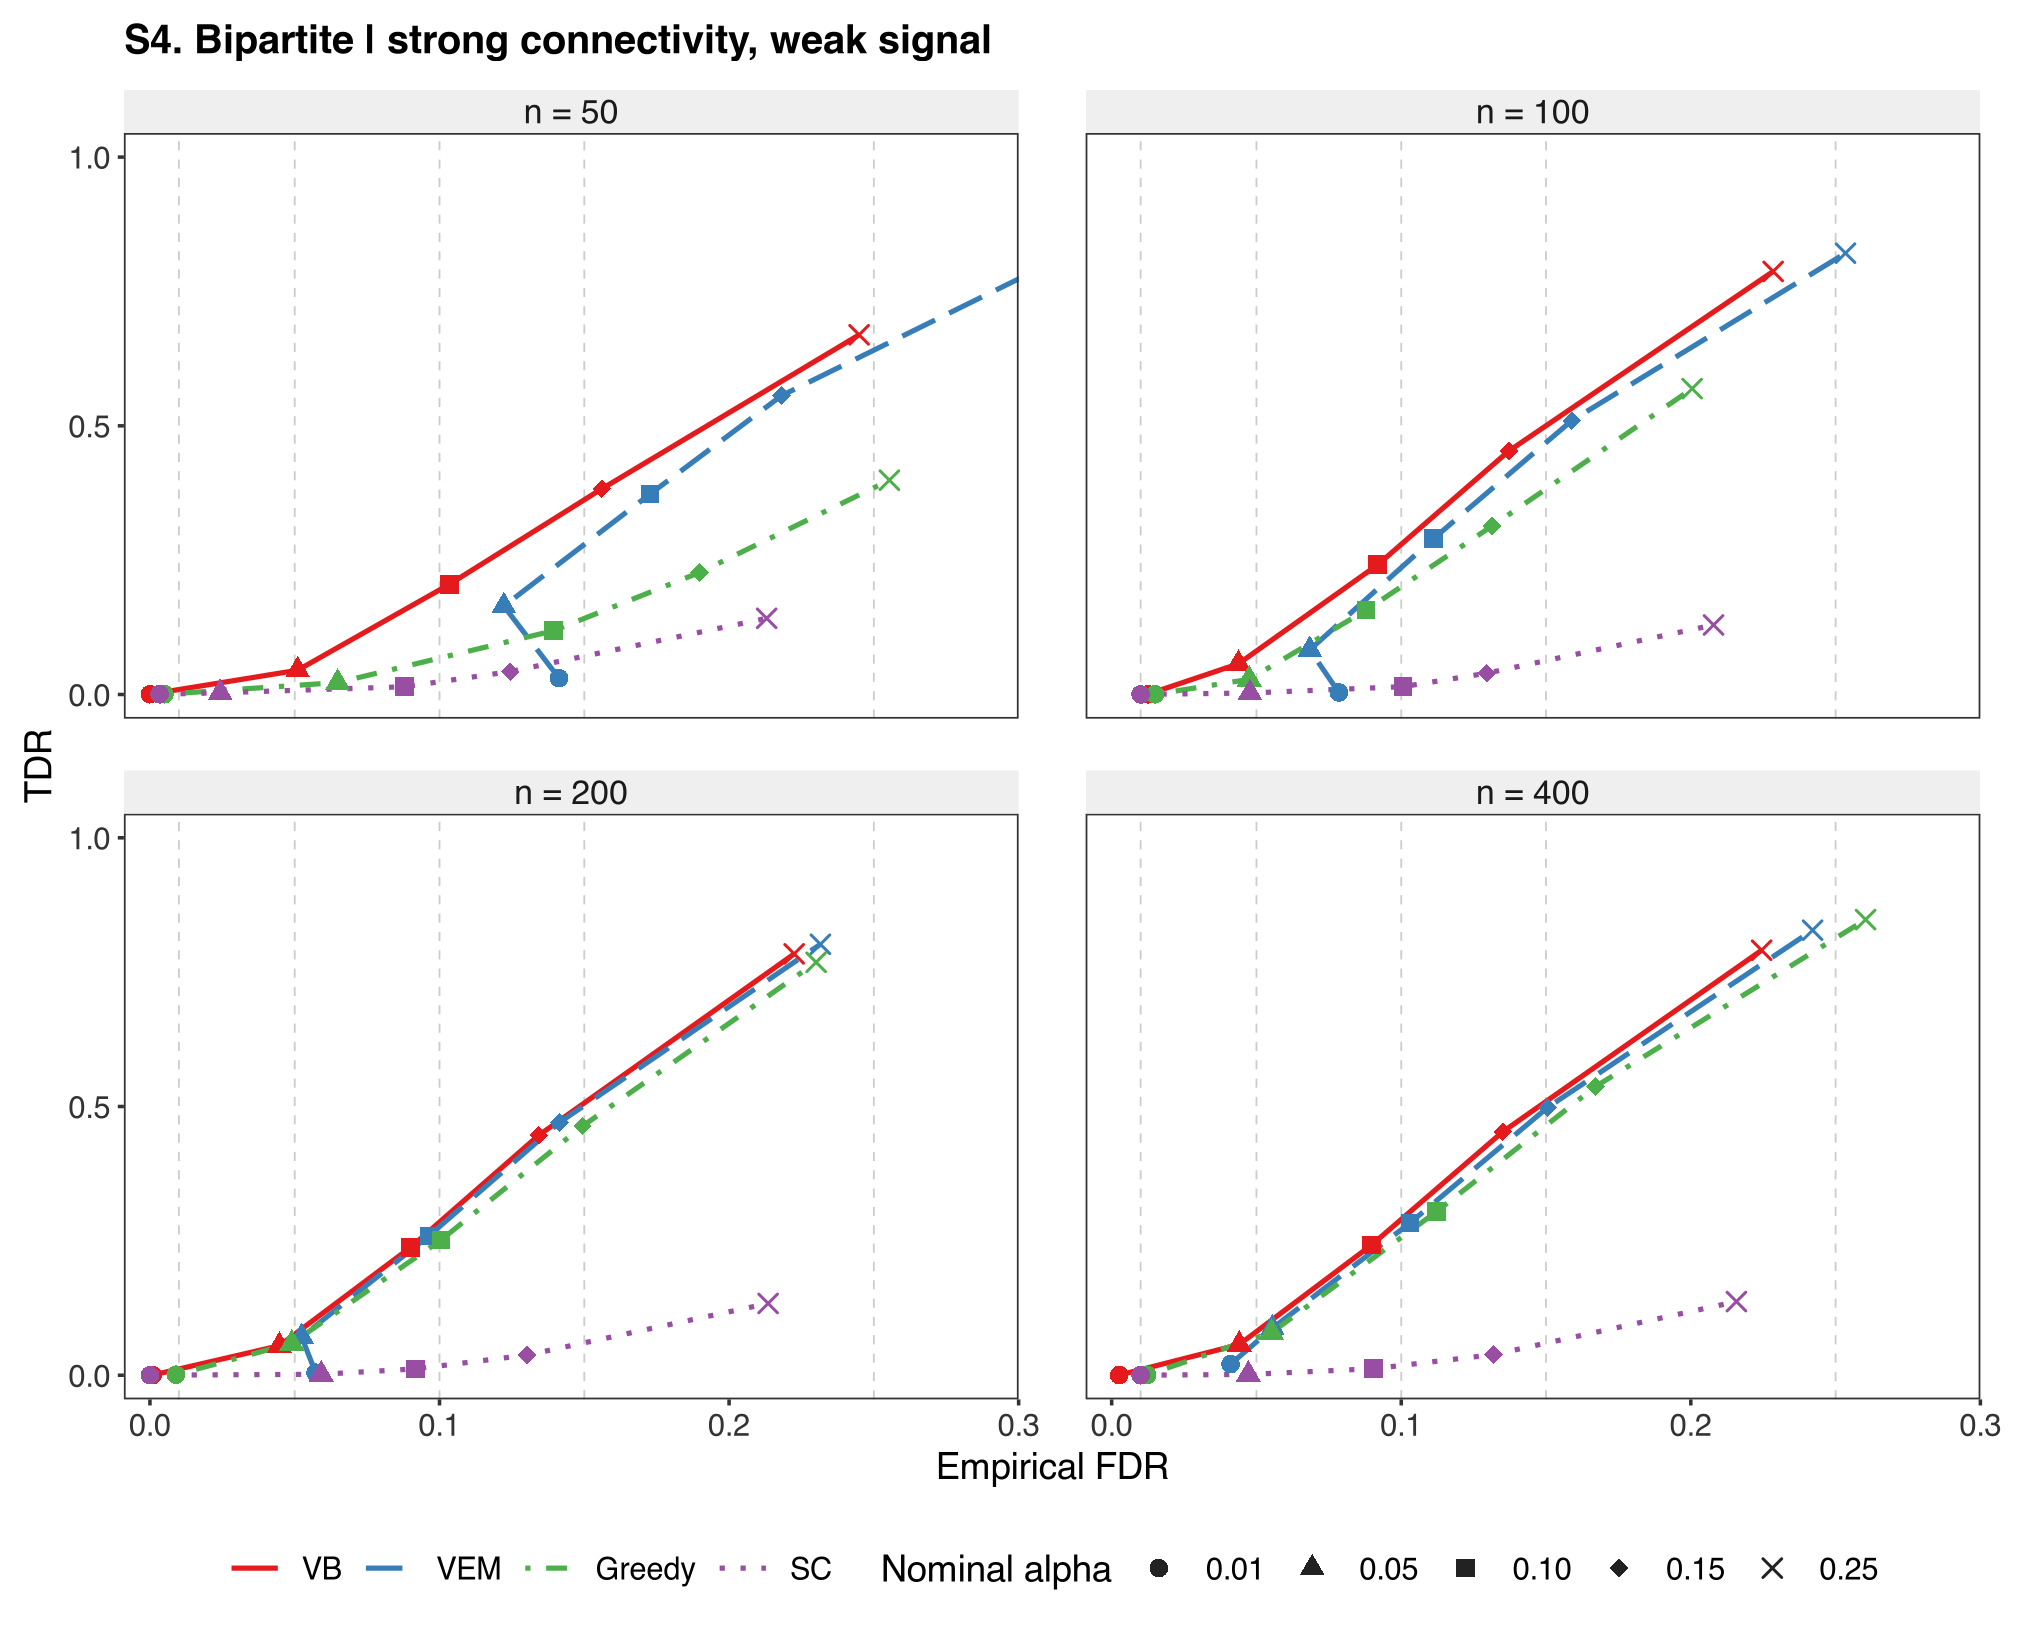 S4. Bipartite | strong connectivity, weak signal
n = 50
n = 100
1.0
0.5
0.0
TDR
n = 200
n = 400
1.0
0.5
0.0
0.0 0.1 0.2 0.3
0.0 0.1 0.2 0.3
Empirical FDR
VB VEM Greedy SC Nominal alpha 0.01 0.05 0.10 0.15 0.25